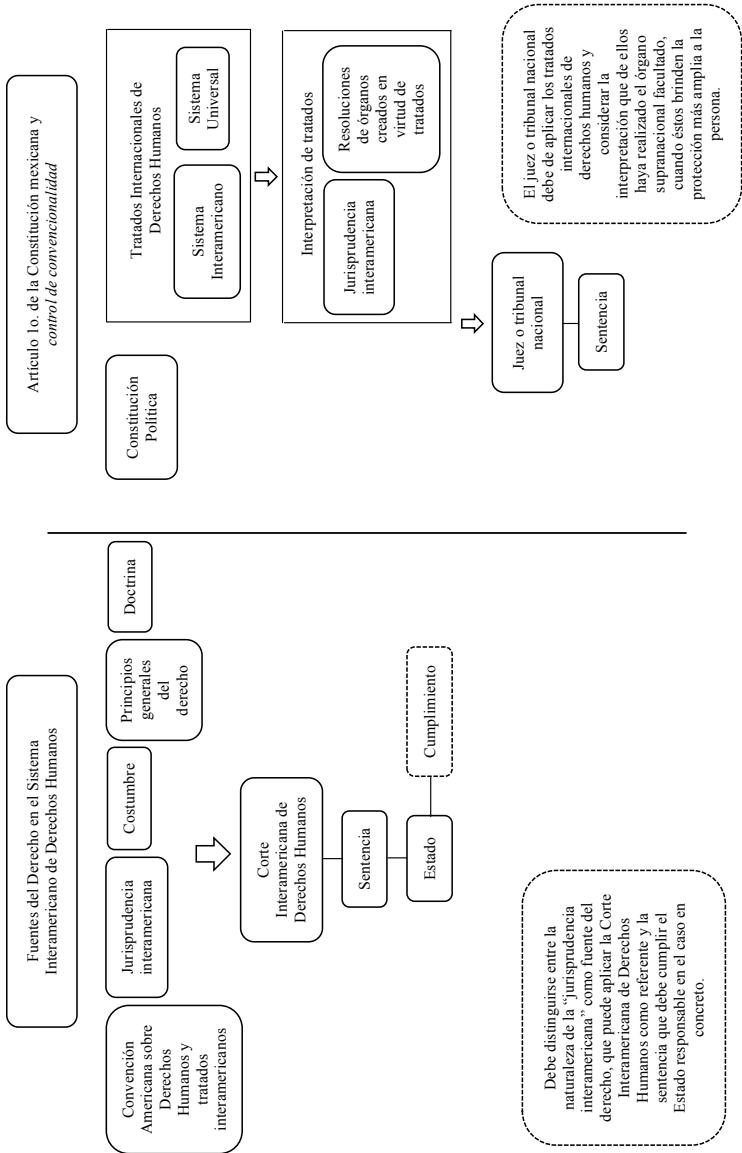 Fuentes del Derecho en el Sistema
Interamericano de Derechos Humanos
Convención
Americana sobre
Derechos
Humanos y
tratados
interamericanos
Jurisprudencia
interamericana
Costumbre
Principios
generales
del
derecho
Doctrina
Corte
Interamericana de
Derechos Humanos
Sentencia
Estado
Cumplimiento
Debe distinguirse entre la
naturaleza de la “jurisprudencia
interamericana” como fuente del
derecho, que puede aplicar la Corte
Interamericana de Derechos
Humanos como referente y la
sentencia que debe cumplir el
Estado responsable en el caso en
concreto.
Artículo 1o. de la Constitución mexicana y
control de convencionalidad
Constitución
Política
Tratados Internacionales de
Derechos Humanos
Sistema
Interamericano
Sistema
Universal
Interpretación de tratados
Jurisprudencia
interamericana
Resoluciones
de órganos
creados en
virtud de
tratados
Juez o tribunal
nacional
Sentencia
El juez o tribunal nacional
debe de aplicar los tratados
internacionales de
derechos humanos y
considerar la
interpretación que de ellos
haya realizado el órgano
supranacional facultado,
cuando éstos brinden la
protección más amplia a la
persona.